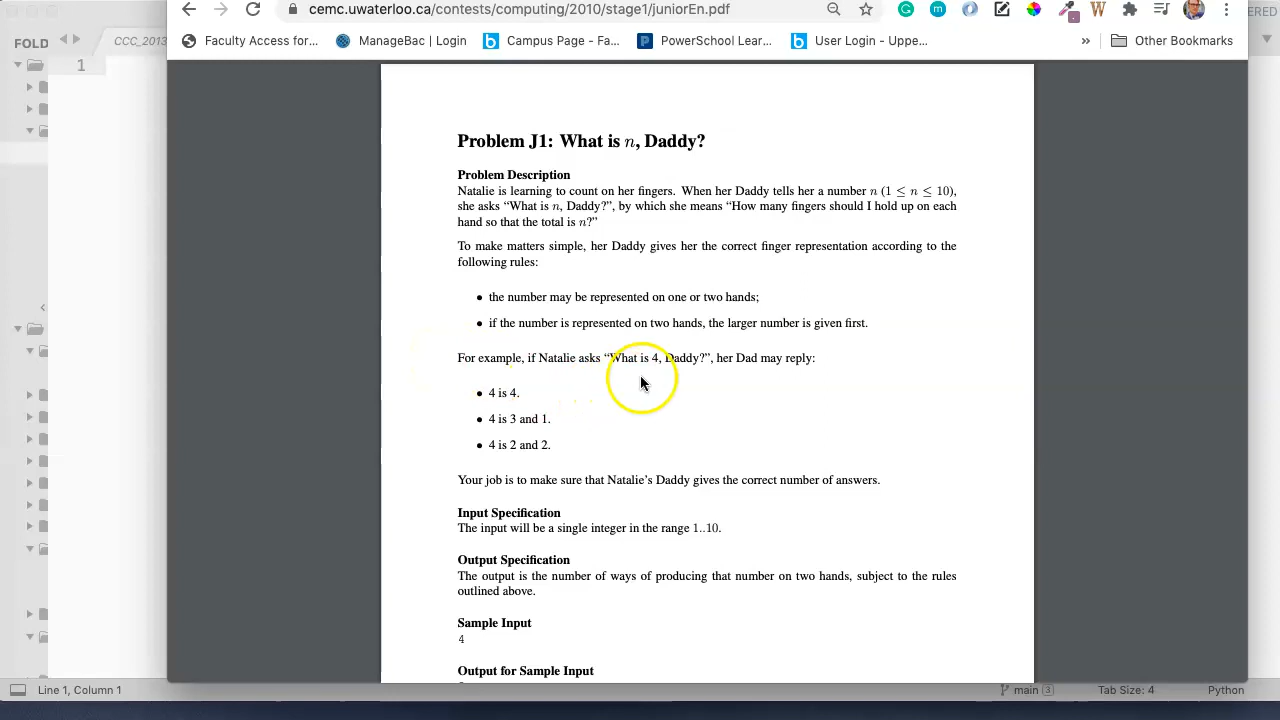 cemc.uwaterloo.ca/contests/computing/2010/stage1/juniorEn.pdf
ERED
FOLD
CCC_2013
Faculty Access for...
ManageBac | Login
Campus Page - Fa...
PowerSchool Lear...
User Login - Uppe...
»
Other Bookmarks
1
Problem J1: What is n, Daddy?
Problem Description
Natalie is learning to count on her fingers. When her Daddy tells her a number n (1 ≤ n ≤ 10),
she asks “What is n, Daddy?”, by which she means “How many fingers should I hold up on each
hand so that the total is n?”
To make matters simple, her Daddy gives her the correct finger representation according to the
following rules:
• the number may be represented on one or two hands;
• if the number is represented on two hands, the larger number is given first.
For example, if Natalie asks “What is 4, Daddy?”, her Dad may reply:
• 4 is 4.
• 4 is 3 and 1.
• 4 is 2 and 2.
Your job is to make sure that Natalie’s Daddy gives the correct number of answers.
Input Specification
The input will be a single integer in the range 1..10.
Output Specification
The output is the number of ways of producing that number on two hands, subject to the rules
outlined above.
Sample Input
4
Output for Sample Input
Line 1, Column 1
main 3
Tab Size: 4
Python